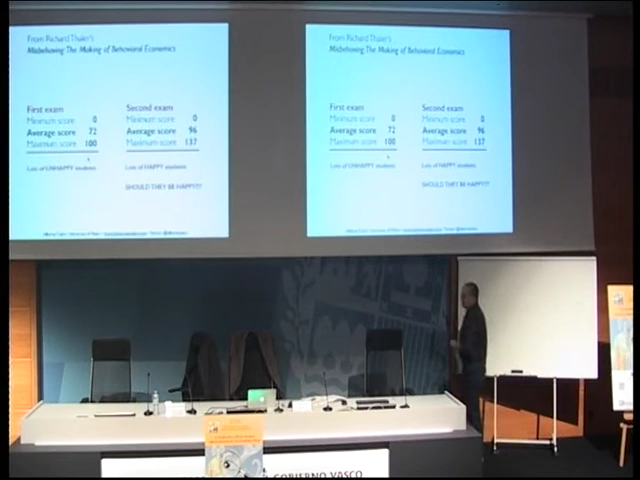 From Richard Thaler's
Misbehaving The Making of Behavioral Economics
First exam
Minimum score 0
Average score 72
Maximum score 100
Lots of UNHAPPY students
Second exam
Minimum score 0
Average score 96
Maximum score 137
Lots of HAPPY students
SHOULD THEY BE HAPPY???
From Richard Thaler's
Misbehaving The Making of Behavioral Economics
First exam
Minimum score 0
Average score 72
Maximum score 100
Lots of UNHAPPY students
Second exam
Minimum score 0
Average score 96
Maximum score 137
Lots of HAPPY students
SHOULD THEY BE HAPPY???
GOBIERNO VASCO